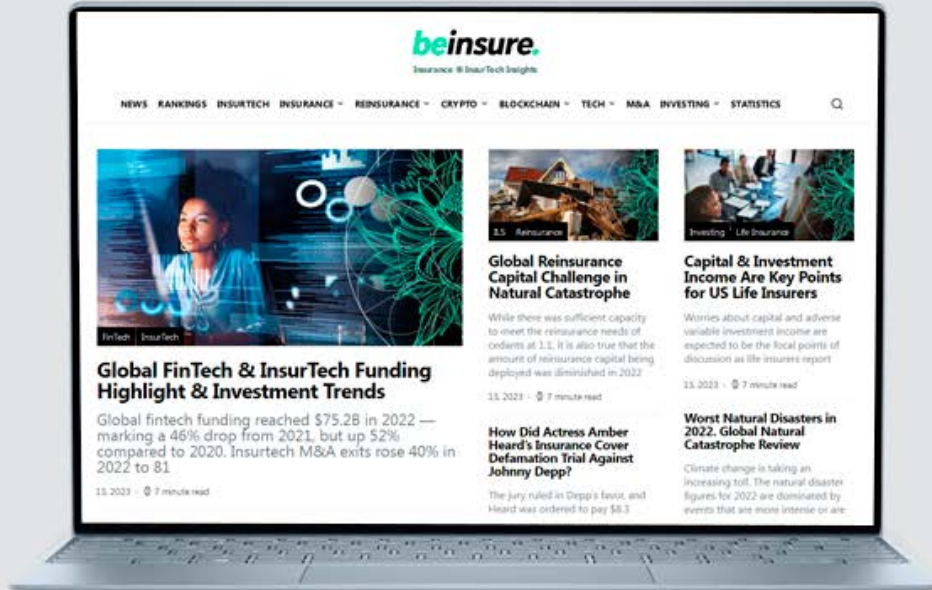 beinsure.
Insurance & InsurTech Insights
NEWS RANKINGS INSURTECH INSURANCE REINSURANCE CRYPTO BLOCKCHAIN TECH M&A INVESTING STATISTICS
FinTech InsurTech
Global FinTech & InsurTech Funding
Highlight & Investment Trends
Global fintech funding reached $75.2B in 2022 —
marking a 46% drop from 2021, but up 52%
compared to 2020. Insurtech M&A exits rose 40% in
2022 to 81
13, 2023 · 7 minute read
ILS Reinsurance
Global Reinsurance
Capital Challenge in
Natural Catastrophe
While there was sufficient capacity
to meet the reinsurance needs of
cedants at 1.1, it is also true that the
amount of reinsurance capital being
deployed was diminished in 2022
13, 2023 · 7 minute read
How Did Actress Amber
Heard's Insurance Cover
Defamation Trial Against
Johnny Depp?
The jury ruled in Depp's favor, and
Heard was ordered to pay $8.3
Investing Life Insurance
Capital & Investment
Income Are Key Points
for US Life Insurers
Worries about capital and adverse
variable investment income are
expected to be the focal points of
discussion as life insurers report
13, 2023 · 7 minute read
Worst Natural Disasters in
2022. Global Natural
Catastrophe Review
Climate change is taking an
increasing toll. The natural disaster
figures for 2022 are dominated by
events that are more intense or are